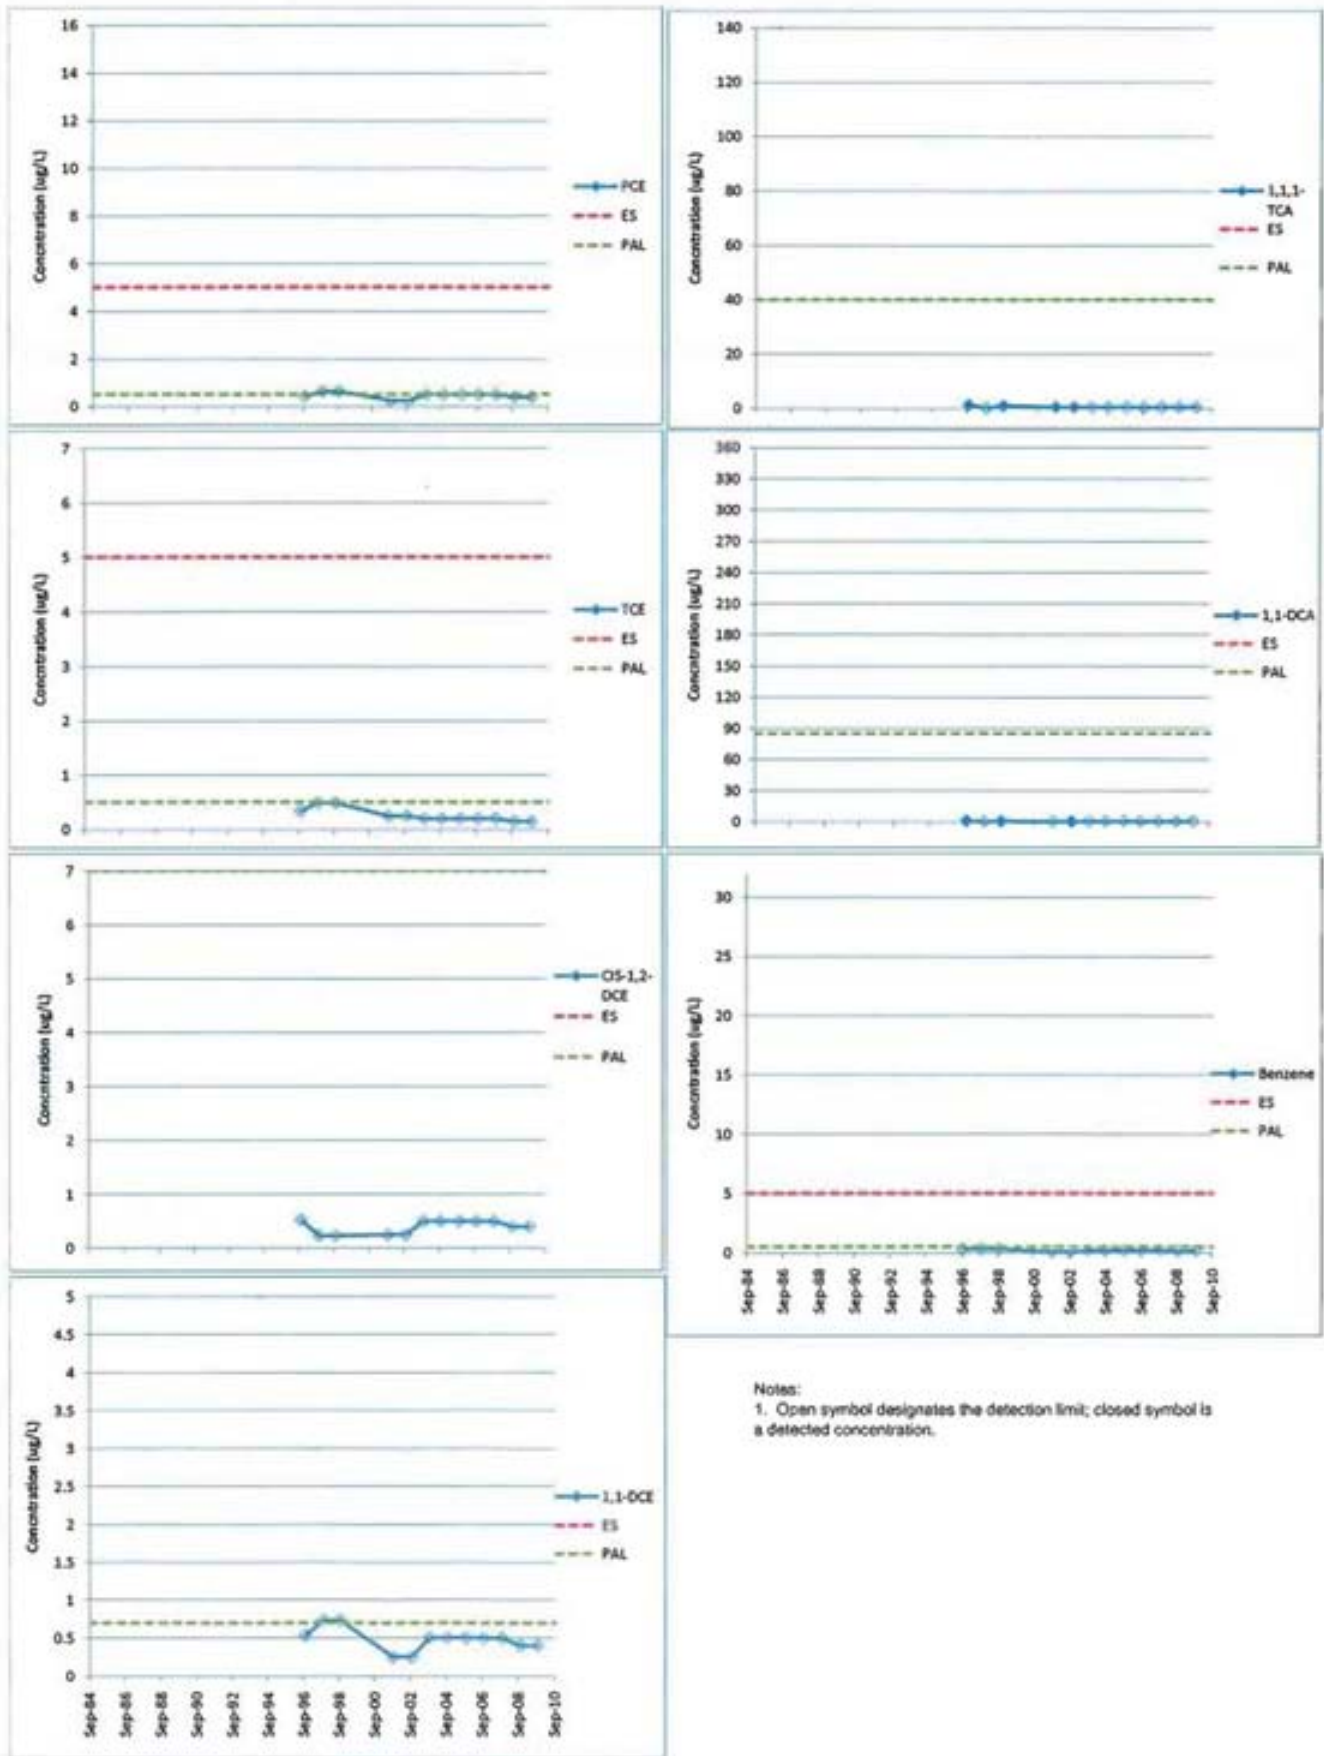 16
14
12
10
8
6
4
2
0
Concntration (ug/L)
PCE
ES
PAL
140
120
100
80
60
40
20
0
Concntration (ug/L)
1,1,1-
TCA
ES
PAL
7
6
5
4
3
2
1
0
Concntration (ug/L)
TCE
ES
PAL
360
330
300
270
240
210
180
150
120
90
60
30
0
Concntration (ug/L)
1,1-DCA
ES
PAL
7
6
5
4
3
2
1
0
Concntration (ug/L)
CIS-1,2-
DCE
ES
PAL
30
25
20
15
10
5
0
Concntration (ug/L)
Benzene
ES
PAL
Sep-84
Sep-86
Sep-88
Sep-90
Sep-92
Sep-94
Sep-96
Sep-98
Sep-00
Sep-02
Sep-04
Sep-06
Sep-08
Sep-10
5
4.5
4
3.5
3
2.5
2
1.5
1
0.5
0
Concntration (ug/L)
1,1-DCE
ES
PAL
Sep-84
Sep-86
Sep-88
Sep-90
Sep-92
Sep-94
Sep-96
Sep-98
Sep-00
Sep-02
Sep-04
Sep-06
Sep-08
Sep-10
Notes:
1. Open symbol designates the detection limit; closed symbol is
a detected concentration.